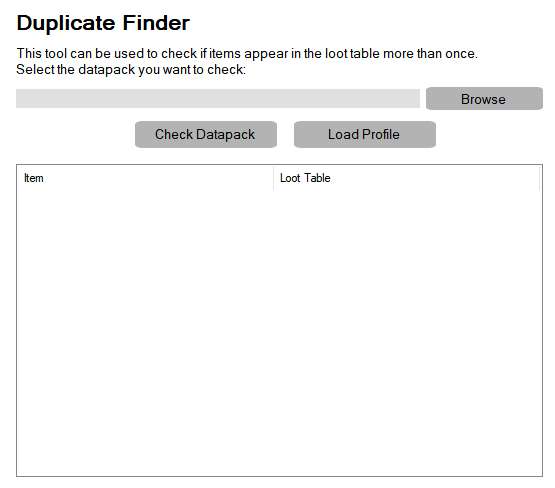 Duplicate Finder
This tool can be used to check if items appear in the loot table more than once.
Select the datapack you want to check:
Browse
Check Datapack Load Profile
Item Loot Table